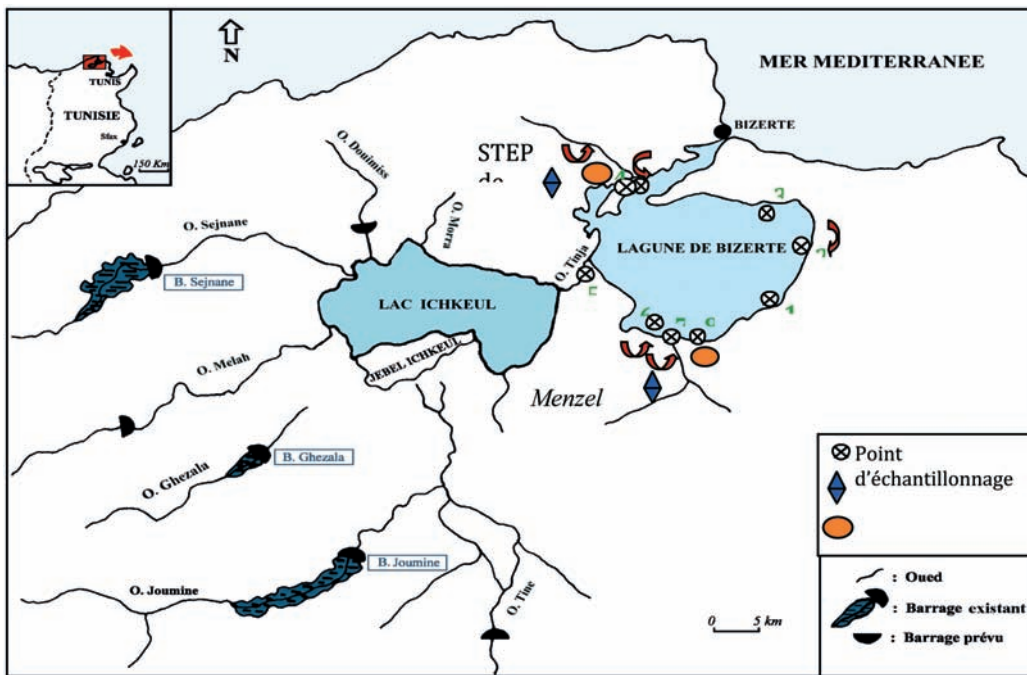 N
MER MEDITERRANEE
TUNIS
TUNISIE
Sfax
150 Km
BIZERTE
STEP
de
O. Douimiss
O. Morra
O. Sejnane
B. Sejnane
O. Tinja
LAGUNE DE BIZERTE
LAC ICHKEUL
JEBEL ICHKEUL
O. Melah
Menzel
B. Ghezala
O. Ghezala
B. Joumine
O. Joumine
O. Tine
0 5 km
Point
d'échantillonnage
: Oued
: Barrage existant
: Barrage prévu